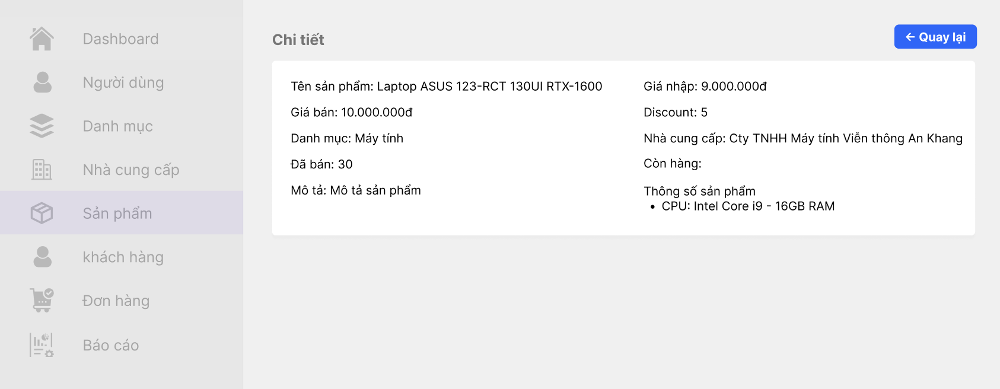 Dashboard
Người dùng
Danh mục
Nhà cung cấp
Sản phẩm
khách hàng
Đơn hàng
Báo cáo
Chi tiết
← Quay lại
Tên sản phẩm: Laptop ASUS 123-RCT 130UI RTX-1600
Giá bán: 10.000.000đ
Danh mục: Máy tính
Đã bán: 30
Mô tả: Mô tả sản phẩm
Giá nhập: 9.000.000đ
Discount: 5
Nhà cung cấp: Cty TNHH Máy tính Viễn thông An Khang
Còn hàng:
Thông số sản phẩm
• CPU: Intel Core i9 - 16GB RAM